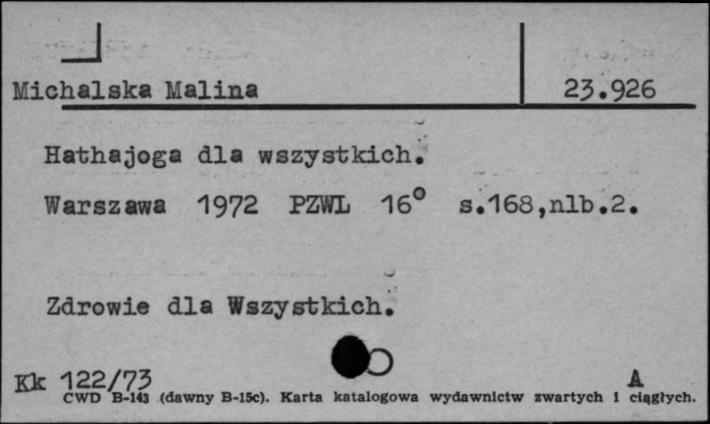 Michalska Malina 23.926
Hathajoga dla wszystkich.
Warszawa 1972 PZWL 16° s.168,nlb.2.
Zdrowie dla Wszystkich.
Kk 122/73 A
CWD B-143 (dawny B-15c). Karta katalogowa wydawnictw zwartych i ciągłych.